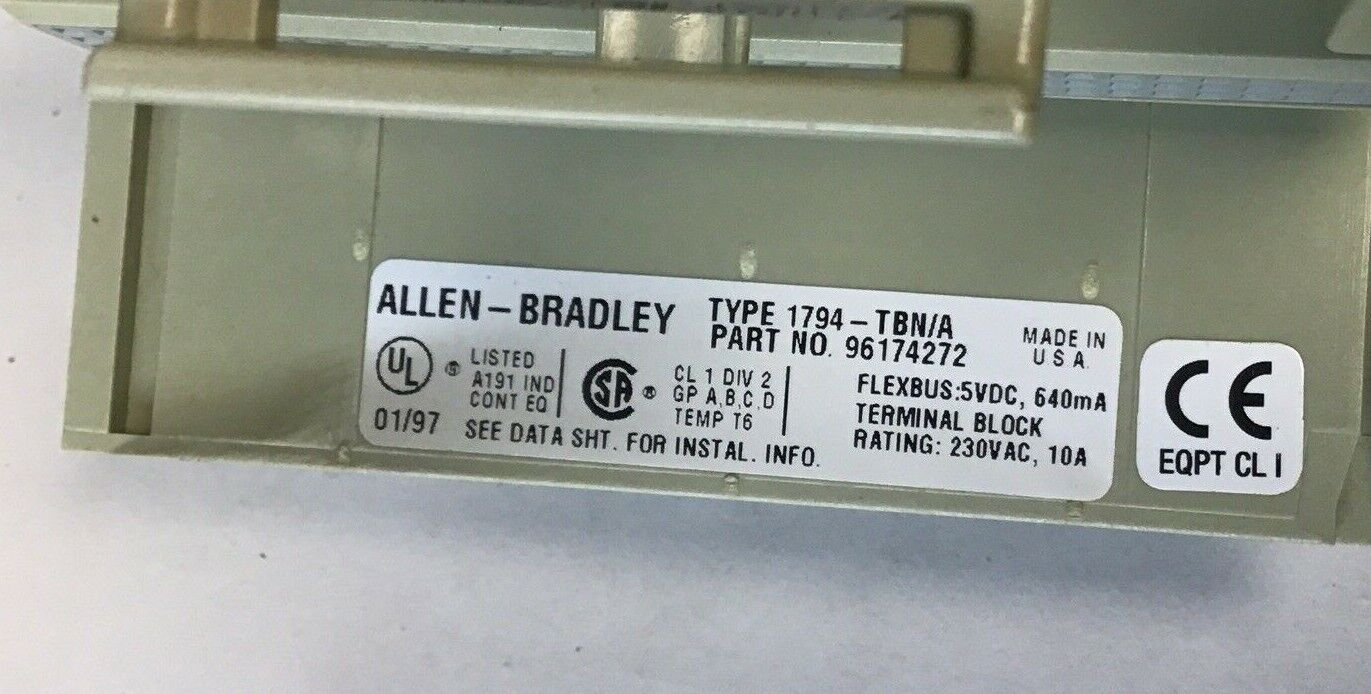 ALLEN-BRADLEY
TYPE 1794-TBN/A
PART NO. 96174272
MADE IN
U S A
UL ® LISTED
A191 IND
CONT EQ
SA ®
CL 1 DIV 2
GP A,B,C,D
TEMP T6
FLEXBUS:5VDC, 640mA
TERMINAL BLOCK
RATING: 230VAC, 10A
01/97
SEE DATA SHT. FOR INSTAL. INFO.
CE
EQPT CL I